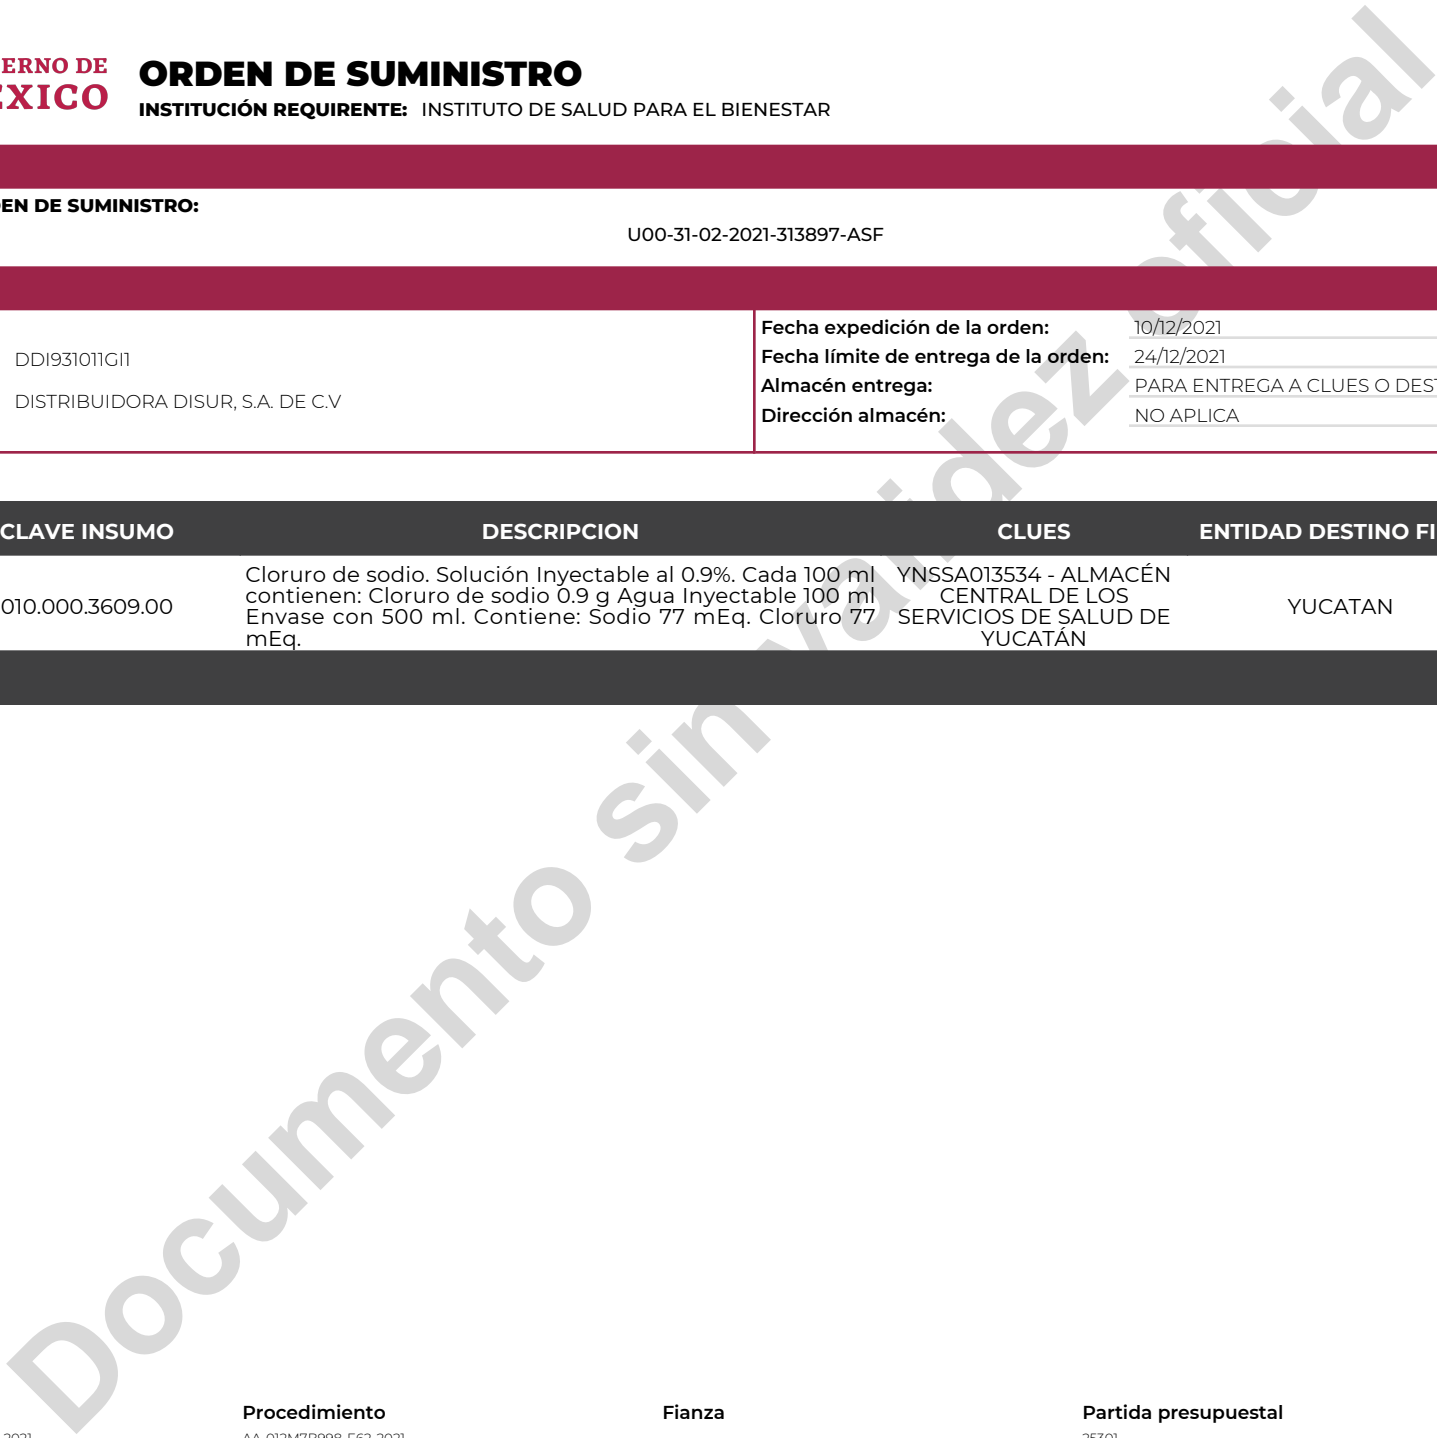 ERNO DE
ÉXICO
ORDEN DE SUMINISTRO
INSTITUCIÓN REQUIRENTE: INSTITUTO DE SALUD PARA EL BIENESTAR
EN DE SUMINISTRO:
U00-31-02-2021-313897-ASF
DDI931011GI1
DISTRIBUIDORA DISUR, S.A. DE C.V
Fecha expedición de la orden: 10/12/2021
Fecha límite de entrega de la orden: 24/12/2021
Almacén entrega: PARA ENTREGA A CLUES O DEST
Dirección almacén: NO APLICA
CLAVE INSUMO DESCRIPCION CLUES ENTIDAD DESTINO FI
010.000.3609.00
Cloruro de sodio. Solución Inyectable al 0.9%. Cada 100 ml
contienen: Cloruro de sodio 0.9 g Agua Inyectable 100 ml
Envase con 500 ml. Contiene: Sodio 77 mEq. Cloruro 77
mEq.
YNSSA013534 - ALMACÉN
CENTRAL DE LOS
SERVICIOS DE SALUD DE
YUCATÁN
YUCATAN
Documento sin validez oficial
Procedimiento Fianza Partida presupuestal